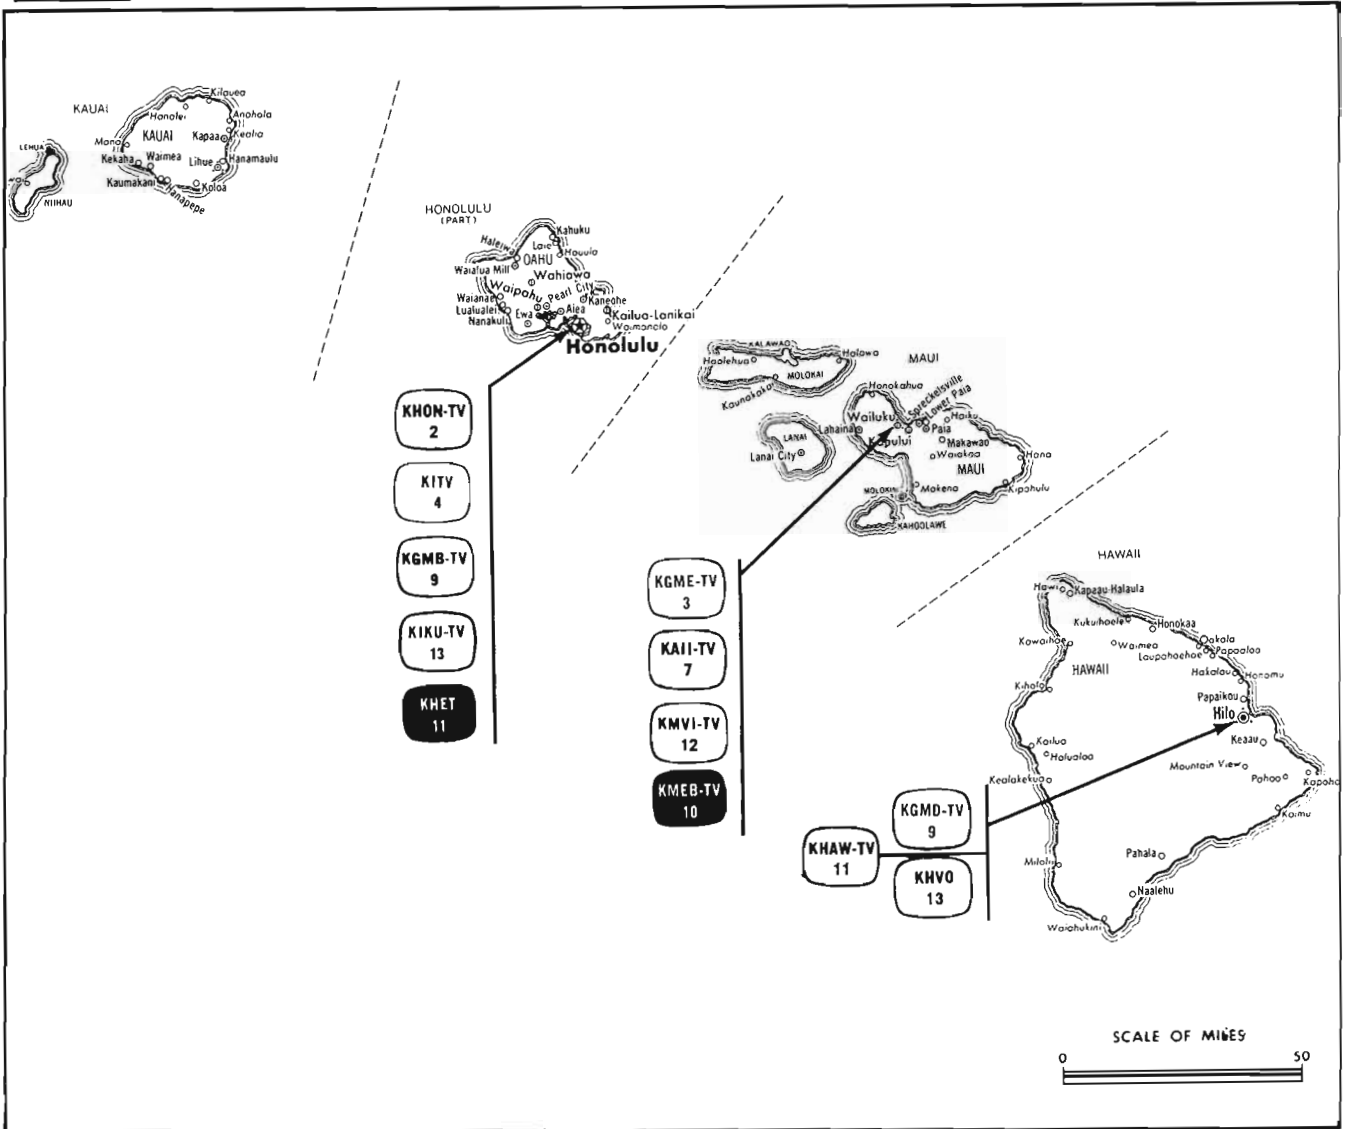 KAUAI
Kilauea
Hanalei
Anahola
KAUAI
Kapaa
Kealia
Mana
LEHUA
Kekaha
Waimea
Lihue
Hanamaulu
Kaumakani
Koloa
Hanapepe
NIIHAU
HONOLULU
(PART)
Kahuku
Haleiwa
Laie
Hauula
OAHU
Waialua Mill
Wahiawa
Waipahu
Pearl City
Waianae
Kaneohe
Lualualei
Ewa
Aiea
Kailua-Lanikai
Nanakuli
Waimanalo
Honolulu
KHON-TV
2
KITV
4
KGMB-TV
9
KIKU-TV
13
KHET
11
KALAWAO
Hoolehua
Halawa
MOLOKAI
MAUI
Kaunakakai
Honokahua
Spreckelsville
Lower Paia
Wailuku
Haiku
Lahaina
Paia
LANAI
Kahului
Makawao
Lanai City
Waiakoa
Hana
MAUI
MOLOKINI
Makena
Kipahulu
KAHOOLAWE
KGME-TV
3
KAII-TV
7
KMVI-TV
12
KMEB-TV
10
HAWAII
Hawi
Kapaau-Halaula
Kukuihaele
Honokaa
Kawaihae
Waimea
Ookala
Laupahoehoe
Papaaloa
HAWAII
Hakalau
Honomu
Kiholo
Papaikou
Hilo
Kailua
Keaau
Holualoa
Mountain View
Kealakekua
Pahoa
Kapoho
Kaimu
Milolii
Pahala
Naalehu
Waiahukini
KGMD-TV
9
KHAW-TV
11
KHVO
13
SCALE OF MILES
0 50